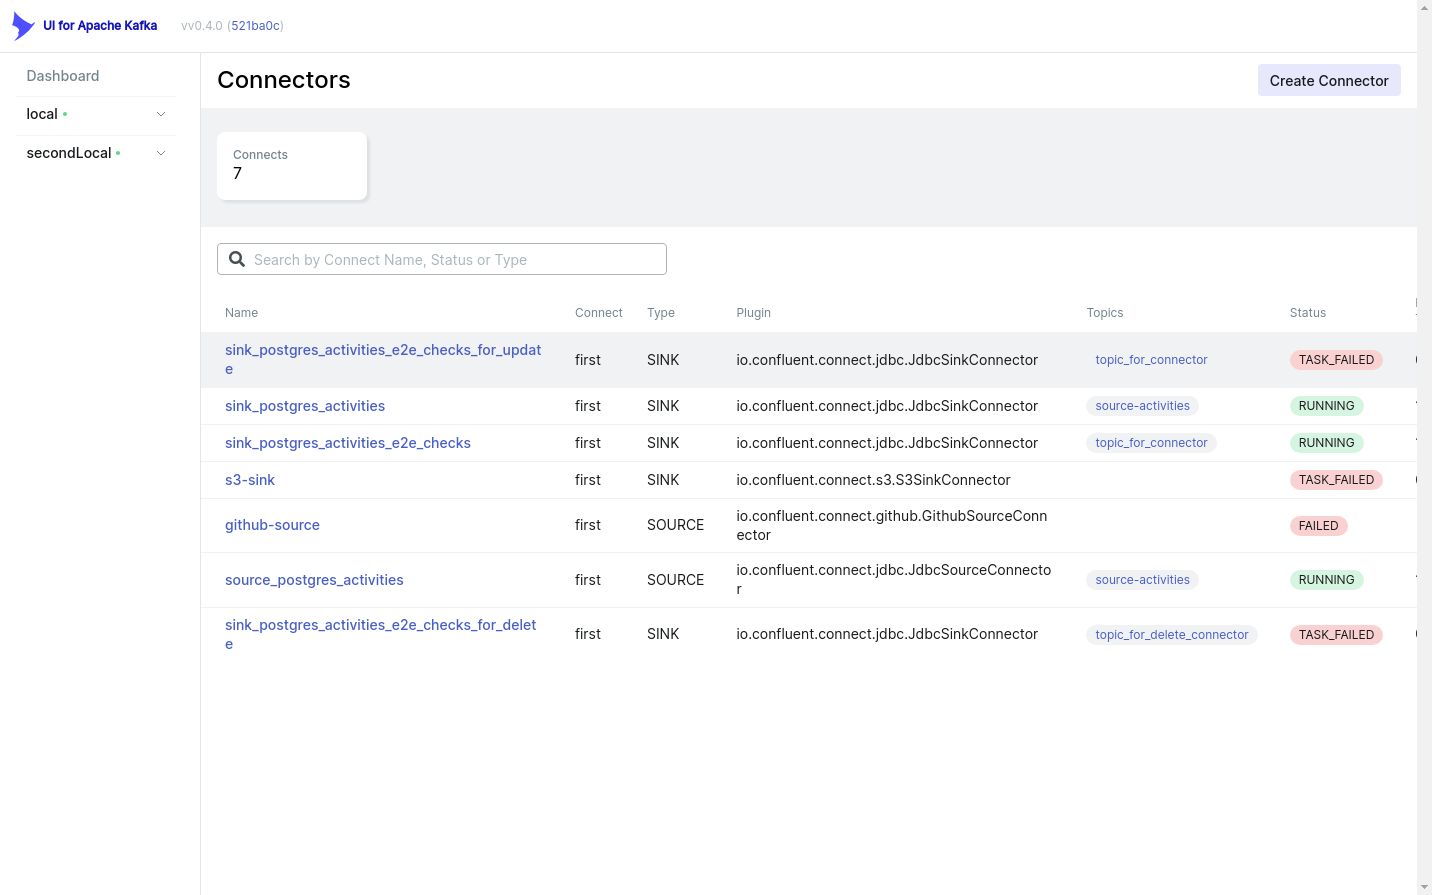 UI for Apache Kafka vv0.4.0 (521ba0c)
Dashboard
local
secondLocal
Connectors
Create Connector
Connects
7
Search by Connect Name, Status or Type
Name Connect Type Plugin Topics Status
sink_postgres_activities_e2e_checks_for_updat
e
first SINK io.confluent.connect.jdbc.JdbcSinkConnector topic_for_connector TASK_FAILED
sink_postgres_activities first SINK io.confluent.connect.jdbc.JdbcSinkConnector source-activities RUNNING
sink_postgres_activities_e2e_checks first SINK io.confluent.connect.jdbc.JdbcSinkConnector topic_for_connector RUNNING
s3-sink first SINK io.confluent.connect.s3.S3SinkConnector TASK_FAILED
github-source first SOURCE io.confluent.connect.github.GithubSourceConn
ector
FAILED
source_postgres_activities first SOURCE io.confluent.connect.jdbc.JdbcSourceConnecto
r
source-activities RUNNING
sink_postgres_activities_e2e_checks_for_delet
e
first SINK io.confluent.connect.jdbc.JdbcSinkConnector topic_for_delete_connector TASK_FAILED